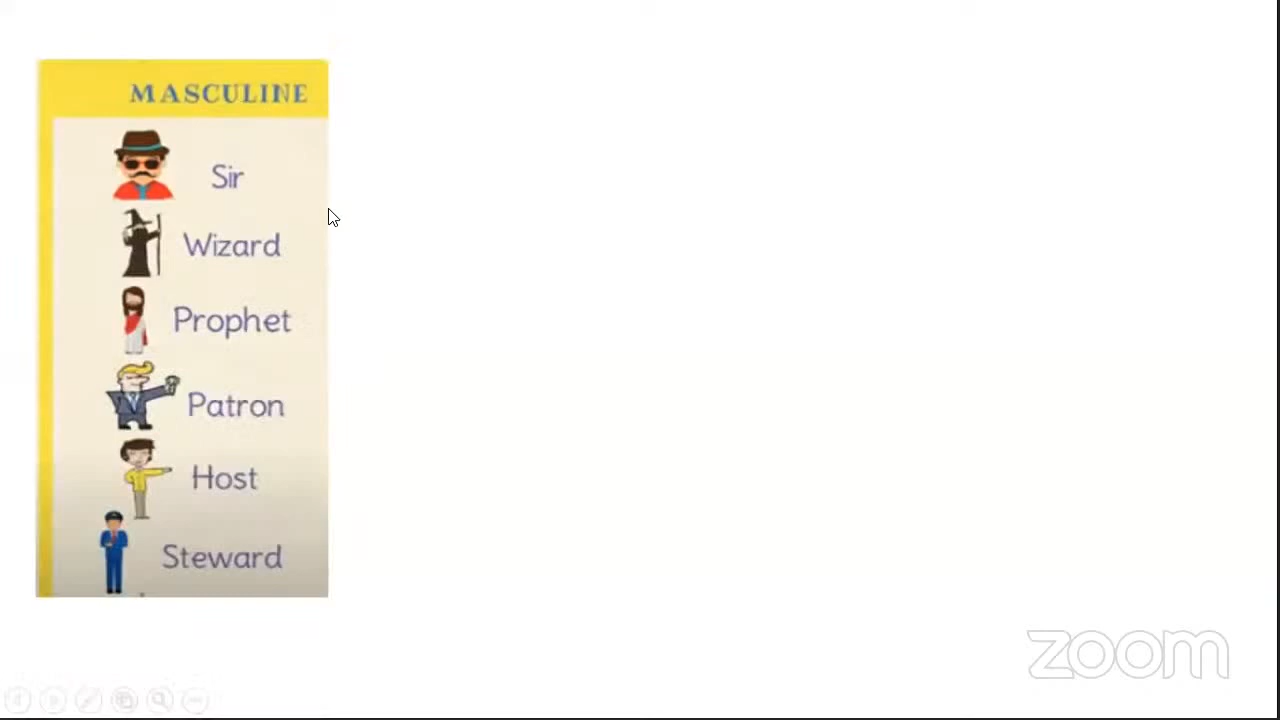 MASCULINE
Sir
Wizard
Prophet
Patron
Host
Steward
zoom